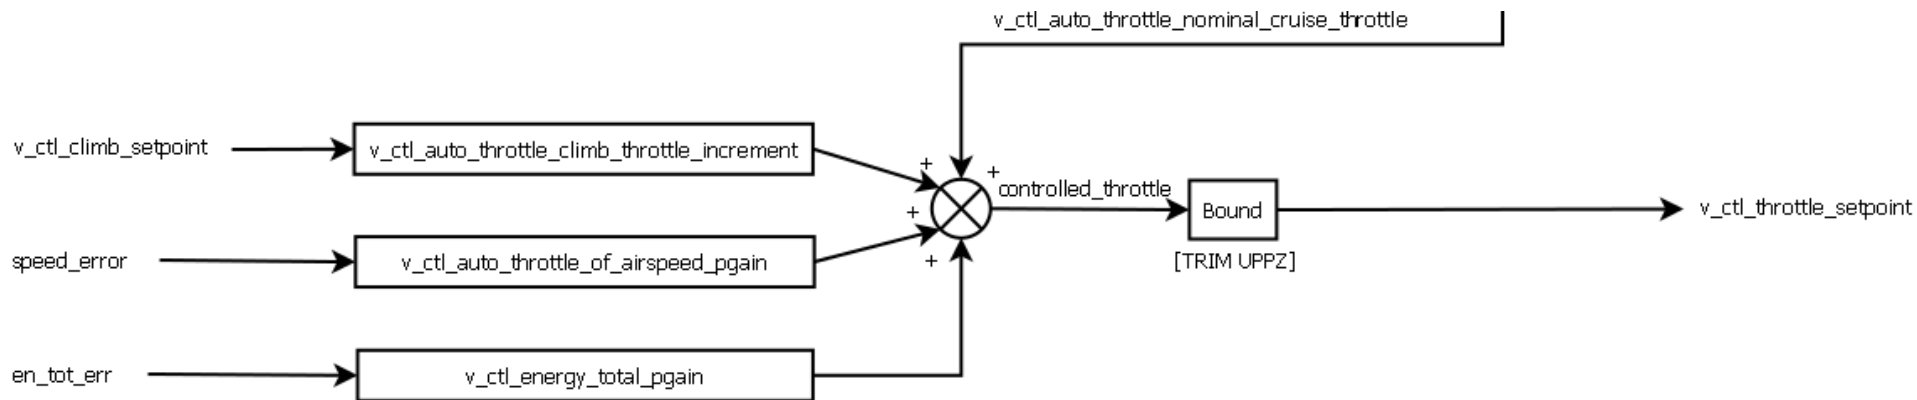 v_ctl_auto_throttle_nominal_cruise_throttle
v_ctl_climb_setpoint
v_ctl_auto_throttle_climb_throttle_increment
+
+
controlled_throttle
+
Bound
v_ctl_throttle_setpoint
speed_error
v_ctl_auto_throttle_of_airspeed_pgain
+
[TRIM UPPZ]
en_tot_err
v_ctl_energy_total_pgain